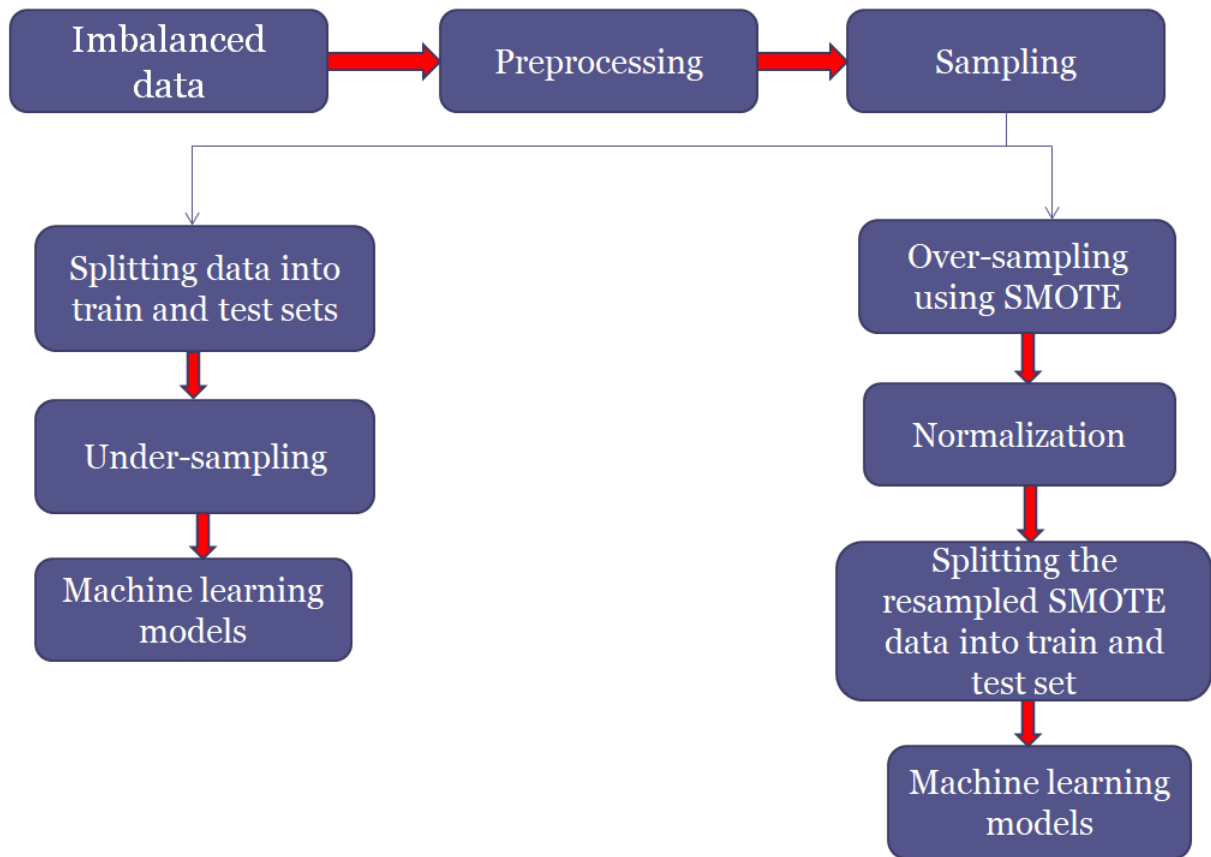 Imbalanced
data
Preprocessing
Sampling
Splitting data into
train and test sets
Under-sampling
Machine learning
models
Over-sampling
using SMOTE
Normalization
Splitting the
resampled SMOTE
data into train and
test set
Machine learning
models